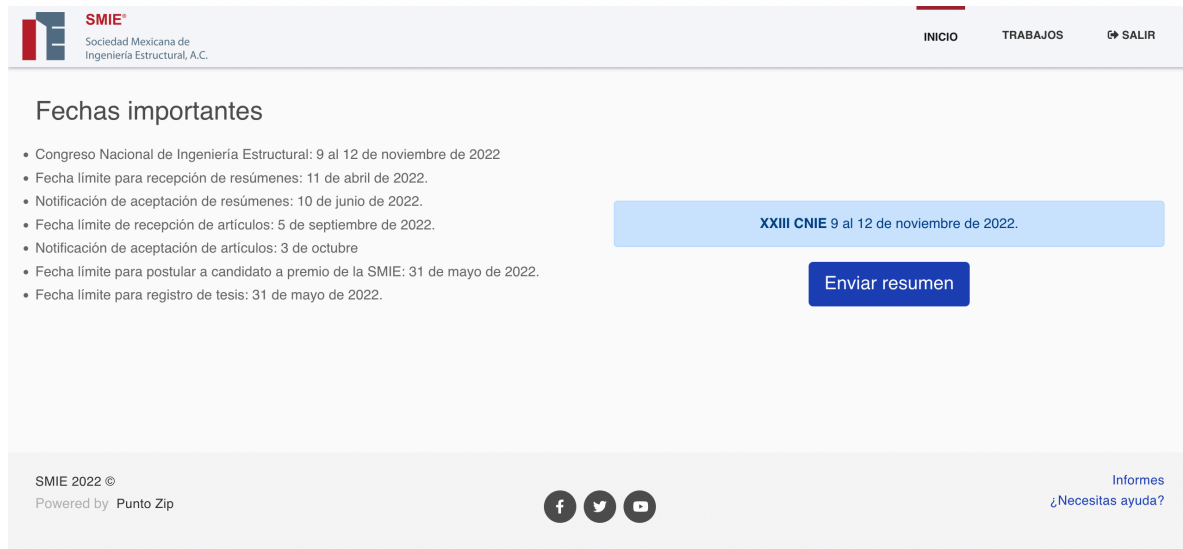 SMIE®
Sociedad Mexicana de
Ingeniería Estructural, A.C.
INICIO
TRABAJOS
SALIR
Fechas importantes
• Congreso Nacional de Ingeniería Estructural: 9 al 12 de noviembre de 2022
• Fecha límite para recepción de resúmenes: 11 de abril de 2022.
• Notificación de aceptación de resúmenes: 10 de junio de 2022.
• Fecha límite de recepción de artículos: 5 de septiembre de 2022.
• Notificación de aceptación de artículos: 3 de octubre
• Fecha límite para postular a candidato a premio de la SMIE: 31 de mayo de 2022.
• Fecha límite para registro de tesis: 31 de mayo de 2022.
XXIII CNIE 9 al 12 de noviembre de 2022.
Enviar resumen
SMIE 2022 ©
Powered by Punto Zip
Informes
¿Necesitas ayuda?